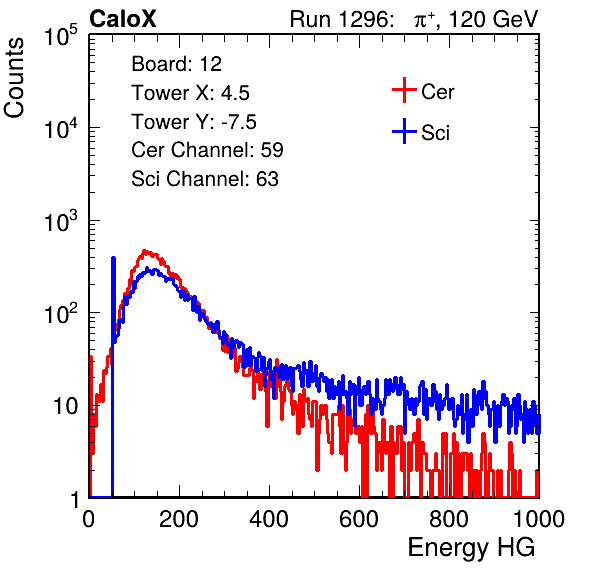 CaloX Run 1296: π⁺, 120 GeV
Board: 12
Tower X: 4.5
Tower Y: -7.5
Cer Channel: 59
Sci Channel: 63
Cer
Sci
Counts
10⁵
10⁴
10³
10²
10
1
0 200 400 600 800 1000
Energy HG